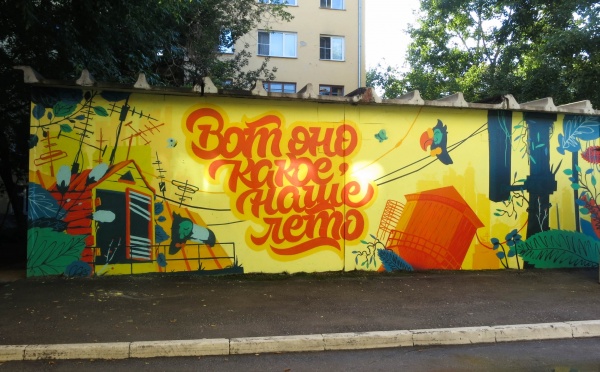 Вот оно
какое,
наше
лето